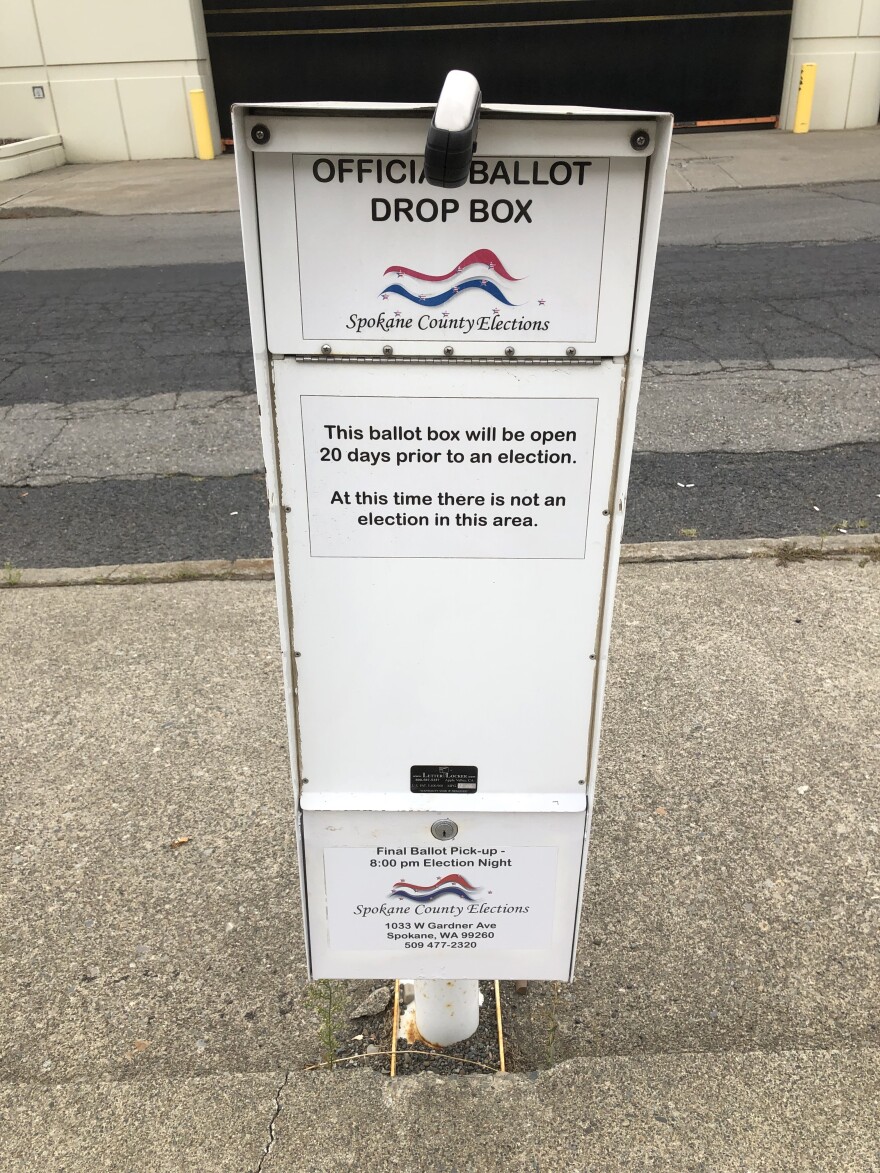 OFFICIA BALLOT
DROP BOX
Spokane County Elections
This ballot box will be open
20 days prior to an election.
At this time there is not an
election in this area.
LETTER LOCKER
Final Ballot Pick-up -
8:00 pm Election Night
Spokane County Elections
1033 W Gardner Ave
Spokane, WA 99260
509 477-2320